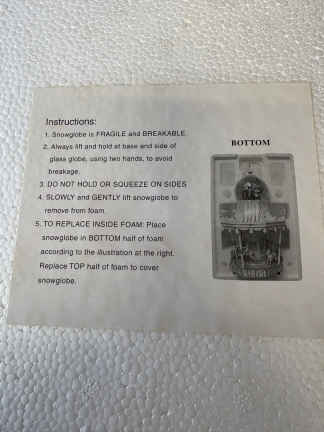 Instructions:
1. Snowglobe is FRAGILE and BREAKABLE.
2. Always lift and hold at base and side of
glass globe, using two hands, to avoid
breakage.
3. DO NOT HOLD OR SQUEEZE ON SIDES
4. SLOWLY and GENTLY lift snowglobe to
remove from foam.
5. TO REPLACE INSIDE FOAM: Place
snowglobe in BOTTOM half of foam
according to the illustration at the right.
Replace TOP half of foam to cover
snowglobe.
BOTTOM